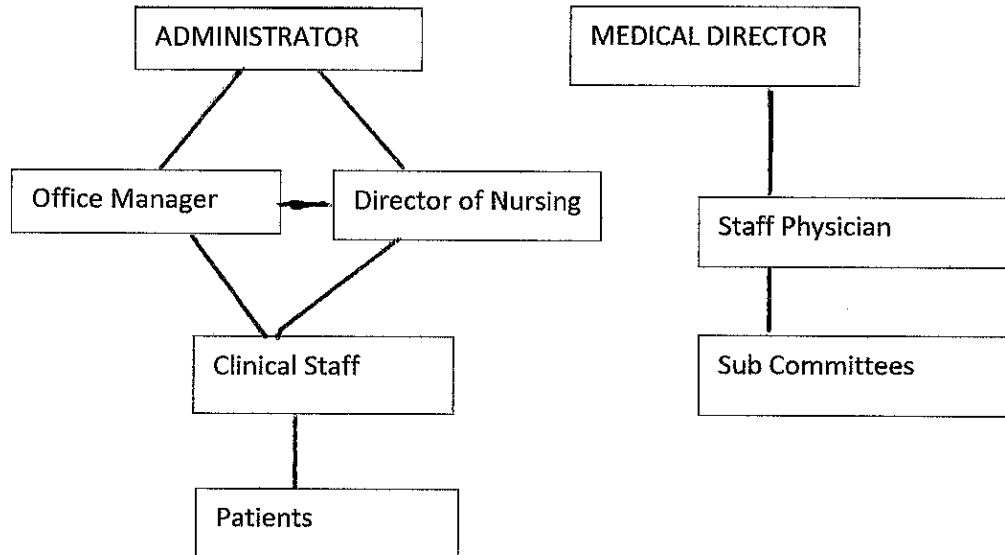 ADMINISTRATOR
MEDICAL DIRECTOR
Office Manager
Director of Nursing
Staff Physician
Clinical Staff
Sub Committees
Patients